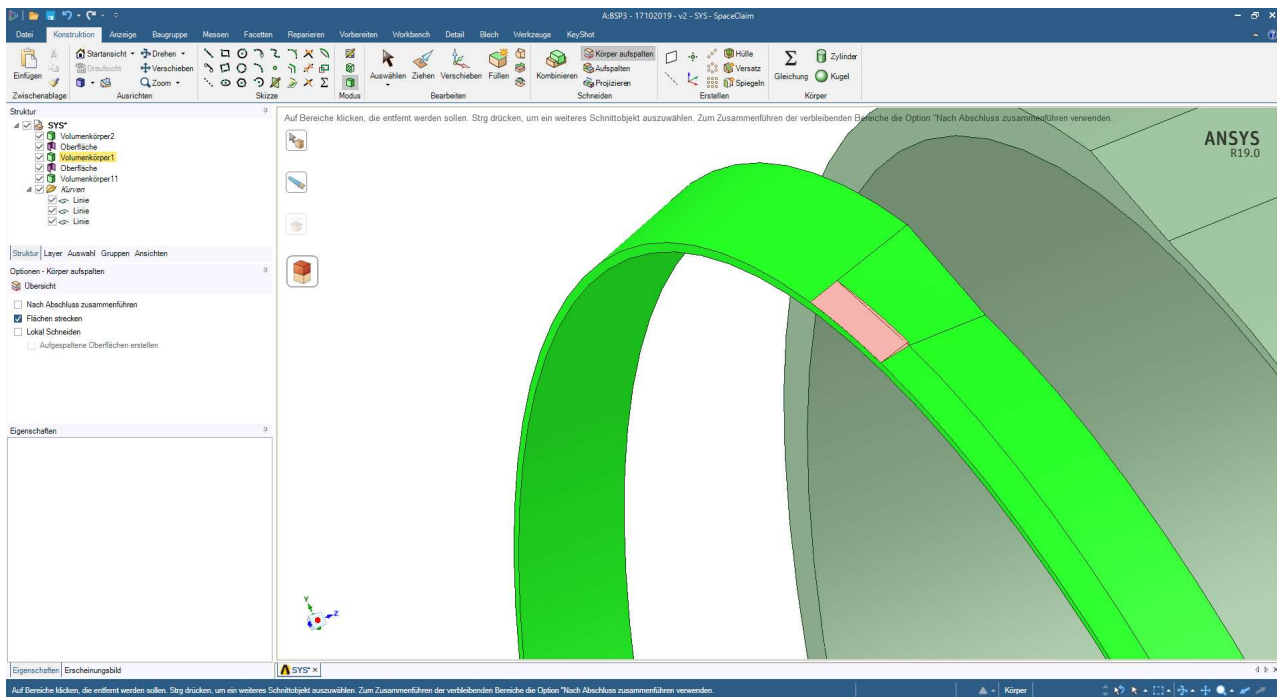 A:BSP3 - 17102019 - v2 - SYS - SpaceClaim
Datei Konstruktion Anzeige Baugruppe Messen Facetten Reparieren Vorbereiten Workbench Detail Blech Werkzeuge KeyShot
Einfügen
Zwischenablage
Startansicht Drehen
Draufsicht Verschieben
Zoom
Ausrichten
Skizze
Modus
Auswählen Ziehen Verschieben Füllen
Bearbeiten
Kombinieren
Körper aufspalten
Aufspalten
Projizieren
Schneiden
Hülle
Versatz
Spiegeln
Erstellen
Gleichung
Zylinder
Kugel
Körper
Struktur
SYS*
Volumenkörper2
Oberfläche
Volumenkörper1
Oberfläche
Volumenkörper11
Kurven
Linie
Linie
Linie
Struktur Layer Auswahl Gruppen Ansichten
Optionen - Körper aufspalten
Übersicht
Nach Abschluss zusammenführen
Flächen strecken
Lokal Schneiden
Aufgespaltene Oberflächen erstellen
Eigenschaften
Auf Bereiche klicken, die entfernt werden sollen. Strg drücken, um ein weiteres Schnittobjekt auszuwählen. Zum Zusammenführen der verbleibenden Bereiche die Option "Nach Abschluss zusammenführen verwenden.
ANSYS
R19.0
Y
Z
Eigenschaften Erscheinungsbild
SYS*
Auf Bereiche klicken, die entfernt werden sollen. Strg drücken, um ein weiteres Schnittobjekt auszuwählen. Zum Zusammenführen der verbleibenden Bereiche die Option "Nach Abschluss zusammenführen verwenden.
Körper